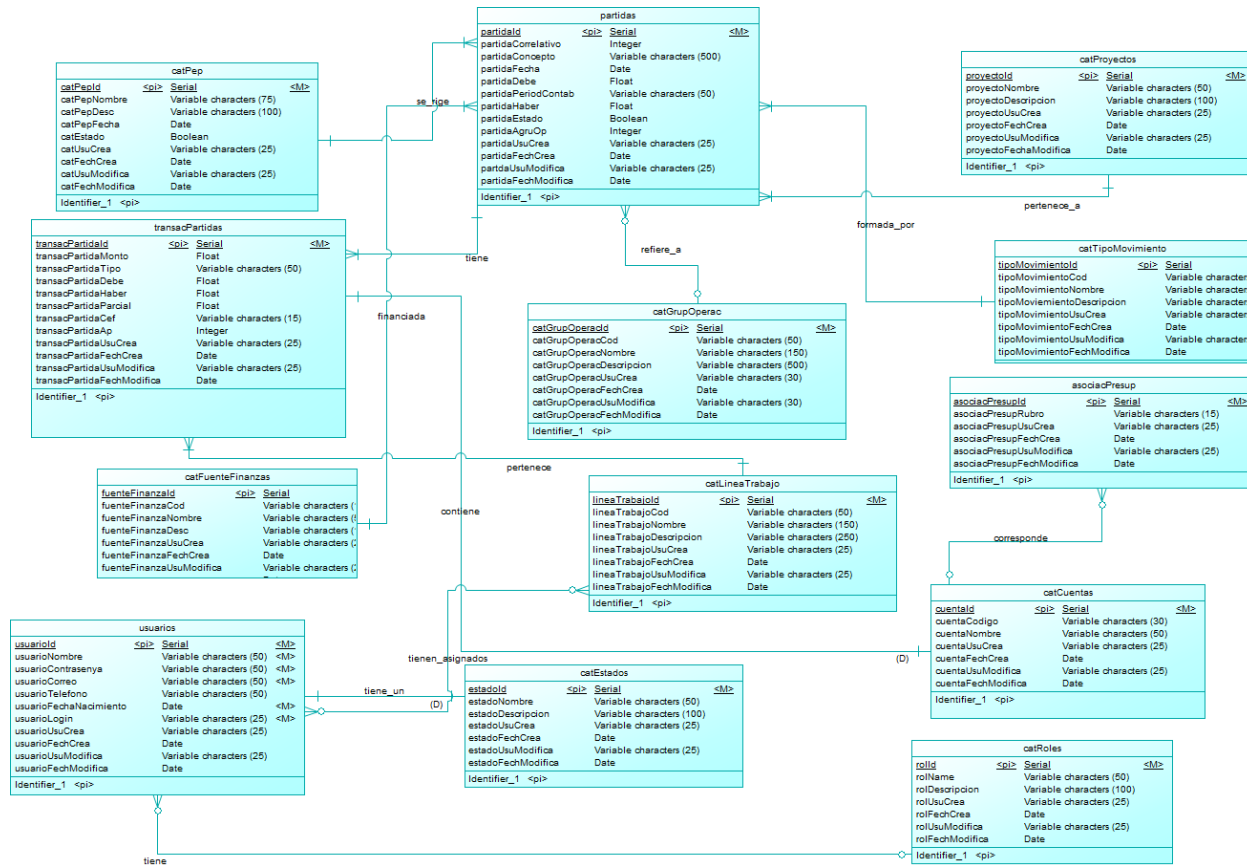 partidas
partidaId <pi> Serial <M>
partidaCorrelativo Integer
partidaConcepto Variable characters (500)
partidaFecha Date
partidaDebe Float
partidaPeriodContab Variable characters (50)
partidaHaber Float
partidaEstado Boolean
partidaAgruOp Integer
partidaUsuCrea Variable characters (25)
partidaFechCrea Date
partdaUsuModifica Variable characters (25)
partidaFechModifica Date
Identifier_1 <pi>
catPep
catPepId <pi> Serial <M>
catPepNombre Variable characters (75)
catPepDesc Variable characters (100)
catPepFecha Date
catEstado Boolean
catUsuCrea Variable characters (25)
catFechCrea Date
catUsuModifica Variable characters (25)
catFechModifica Date
Identifier_1 <pi>
se_rige
catProyectos
proyectoId <pi> Serial <M>
proyectoNombre Variable characters (50)
proyectoDescripcion Variable characters (100)
proyectoUsuCrea Variable characters (25)
proyectoFechCrea Date
proyectoUsuModifica Variable characters (25)
proyectoFechaModifica Date
Identifier_1 <pi>
pertenece_a
formada_por
transacPartidas
transacPartidaId <pi> Serial <M>
transacPartidaMonto Float
transacPartidaTipo Variable characters (50)
transacPartidaDebe Float
transacPartidaHaber Float
transacPartidaParcial Float
transacPartidaCef Variable characters (15)
transacPartidaAp Integer
transacPartidaUsuCrea Variable characters (25)
transacPartidaFechCrea Date
transacPartidaUsuModifica Variable characters (25)
transacPartidaFechModifica Date
Identifier_1 <pi>
tiene
refiere_a
financiada
catTipoMovimiento
tipoMovimientoId <pi> Serial
tipoMovimientoCod Variable character
tipoMovimientoNombre Variable character
tipoMoviemientoDescripcion Variable character
tipoMovimientoUsuCrea Variable character
tipoMovimientoFechCrea Date
tipoMovimientoUsuModifica Variable character
tipoMovimientoFechModifica Date
catGrupOperac
catGrupOperacId <pi> Serial <M>
catGrupOperacCod Variable characters (50)
catGrupOperacNombre Variable characters (150)
catGrupOperacDescripcion Variable characters (500)
catGrupOperacUsuCrea Variable characters (30)
catGrupOperacFechCrea Date
catGrupOperacUsuModifica Variable characters (30)
catGrupOperacFechModifica Date
Identifier_1 <pi>
asociacPresup
asociacPresupId <pi> Serial <M>
asociacPresupRubro Variable characters (15)
asociacPresupUsuCrea Variable characters (25)
asociacPresupFechCrea Date
asociacPresupUsuModifica Variable characters (25)
asociacPresupFechModifica Date
pertenece
catFuenteFinanzas
fuenteFinanzaId <pi> Serial
fuenteFinanzaCod Variable characters (
fuenteFinanzaNombre Variable characters (
fuenteFinanzaDesc Variable characters (
fuenteFinanzaUsuCrea Variable characters (
fuenteFinanzaFechCrea Date
fuenteFinanzaUsuModifica Variable characters (
contiene
catLineaTrabajo
lineaTrabajoId <pi> Serial <M>
lineaTrabajoCod Variable characters (50)
lineaTrabajoNombre Variable characters (150)
lineaTrabajoDescripcion Variable characters (250)
lineaTrabajoUsuCrea Variable characters (25)
lineaTrabajoFechCrea Date
lineaTrabajoUsuModifica Variable characters (25)
lineaTrabajoFechModifica Date
Identifier_1 <pi>
corresponde
catCuentas
cuentaId <pi> Serial <M>
cuentaCodigo Variable characters (30)
cuentaNombre Variable characters (50)
cuentaUsuCrea Variable characters (25)
cuentaFechCrea Date
cuentaUsuModifica Variable characters (25)
cuentaFechModifica Date
Identifier_1 <pi>
(D)
usuarios
usuarioId <pi> Serial <M>
usuarioNombre Variable characters (50) <M>
usuarioContrasenya Variable characters (50) <M>
usuarioCorreo Variable characters (50) <M>
usuarioTelefono Variable characters (50)
usuarioFechaNacimiento Date <M>
usuarioLogin Variable characters (25) <M>
usuarioUsuCrea Variable characters (25)
usuarioFechCrea Date
usuarioUsuModifica Variable characters (25)
usuarioFechModifica Date
Identifier_1 <pi>
tienen_asignados
tiene_un
(D)
catEstados
estadoId <pi> Serial <M>
estadoNombre Variable characters (50)
estadoDescripcion Variable characters (100)
estadoUsuCrea Variable characters (25)
estadoFechCrea Date
estadoUsuModifica Variable characters (25)
estadoFechModifica Date
Identifier_1 <pi>
catRoles
rolId <pi> Serial <M>
rolName Variable characters (50)
rolDescripcion Variable characters (100)
rolUsuCrea Variable characters (25)
rolFechCrea Date
rolUsuModifica Variable characters (25)
rolFechModifica Date
Identifier_1 <pi>
tiene